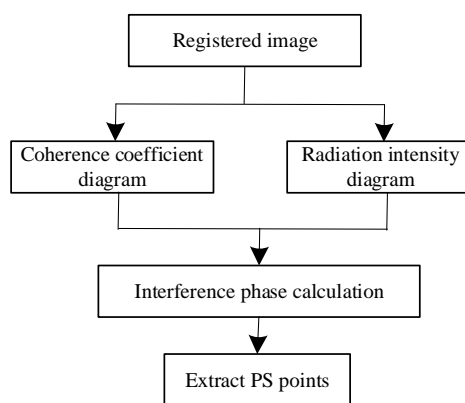 Registered image
Coherence coefficient
diagram
Radiation intensity
diagram
Interference phase calculation
Extract PS points